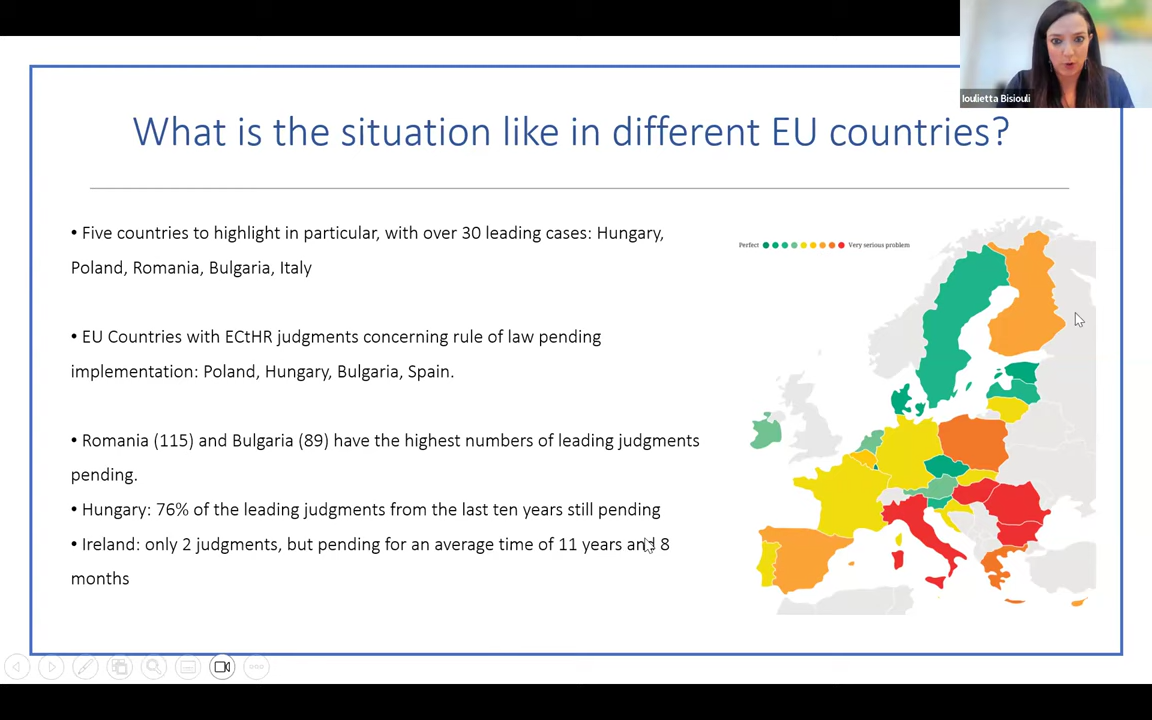 Ioulietta Bisiouli
What is the situation like in different EU countries?
• Five countries to highlight in particular, with over 30 leading cases: Hungary,
Poland, Romania, Bulgaria, Italy
• EU Countries with ECtHR judgments concerning rule of law pending
implementation: Poland, Hungary, Bulgaria, Spain.
• Romania (115) and Bulgaria (89) have the highest numbers of leading judgments
pending.
• Hungary: 76% of the leading judgments from the last ten years still pending
• Ireland: only 2 judgments, but pending for an average time of 11 years and 8
months
Perfect Very serious problem